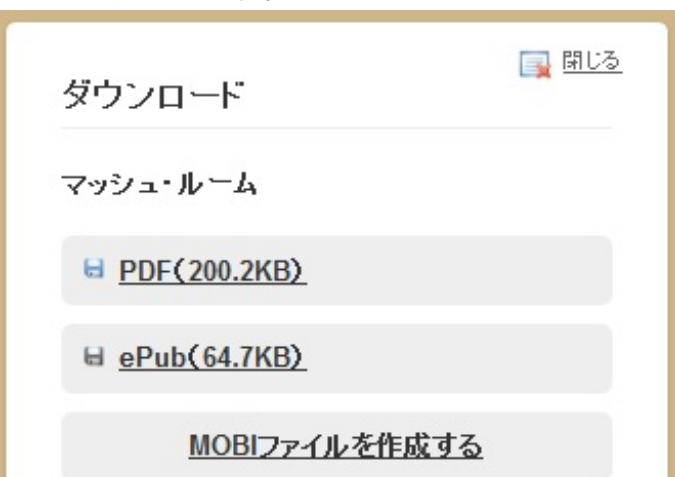 閉じる
ダウンロード
マッシュ・ルーム
PDF(200.2KB)
ePub(64.7KB)
MOBIファイルを作成する